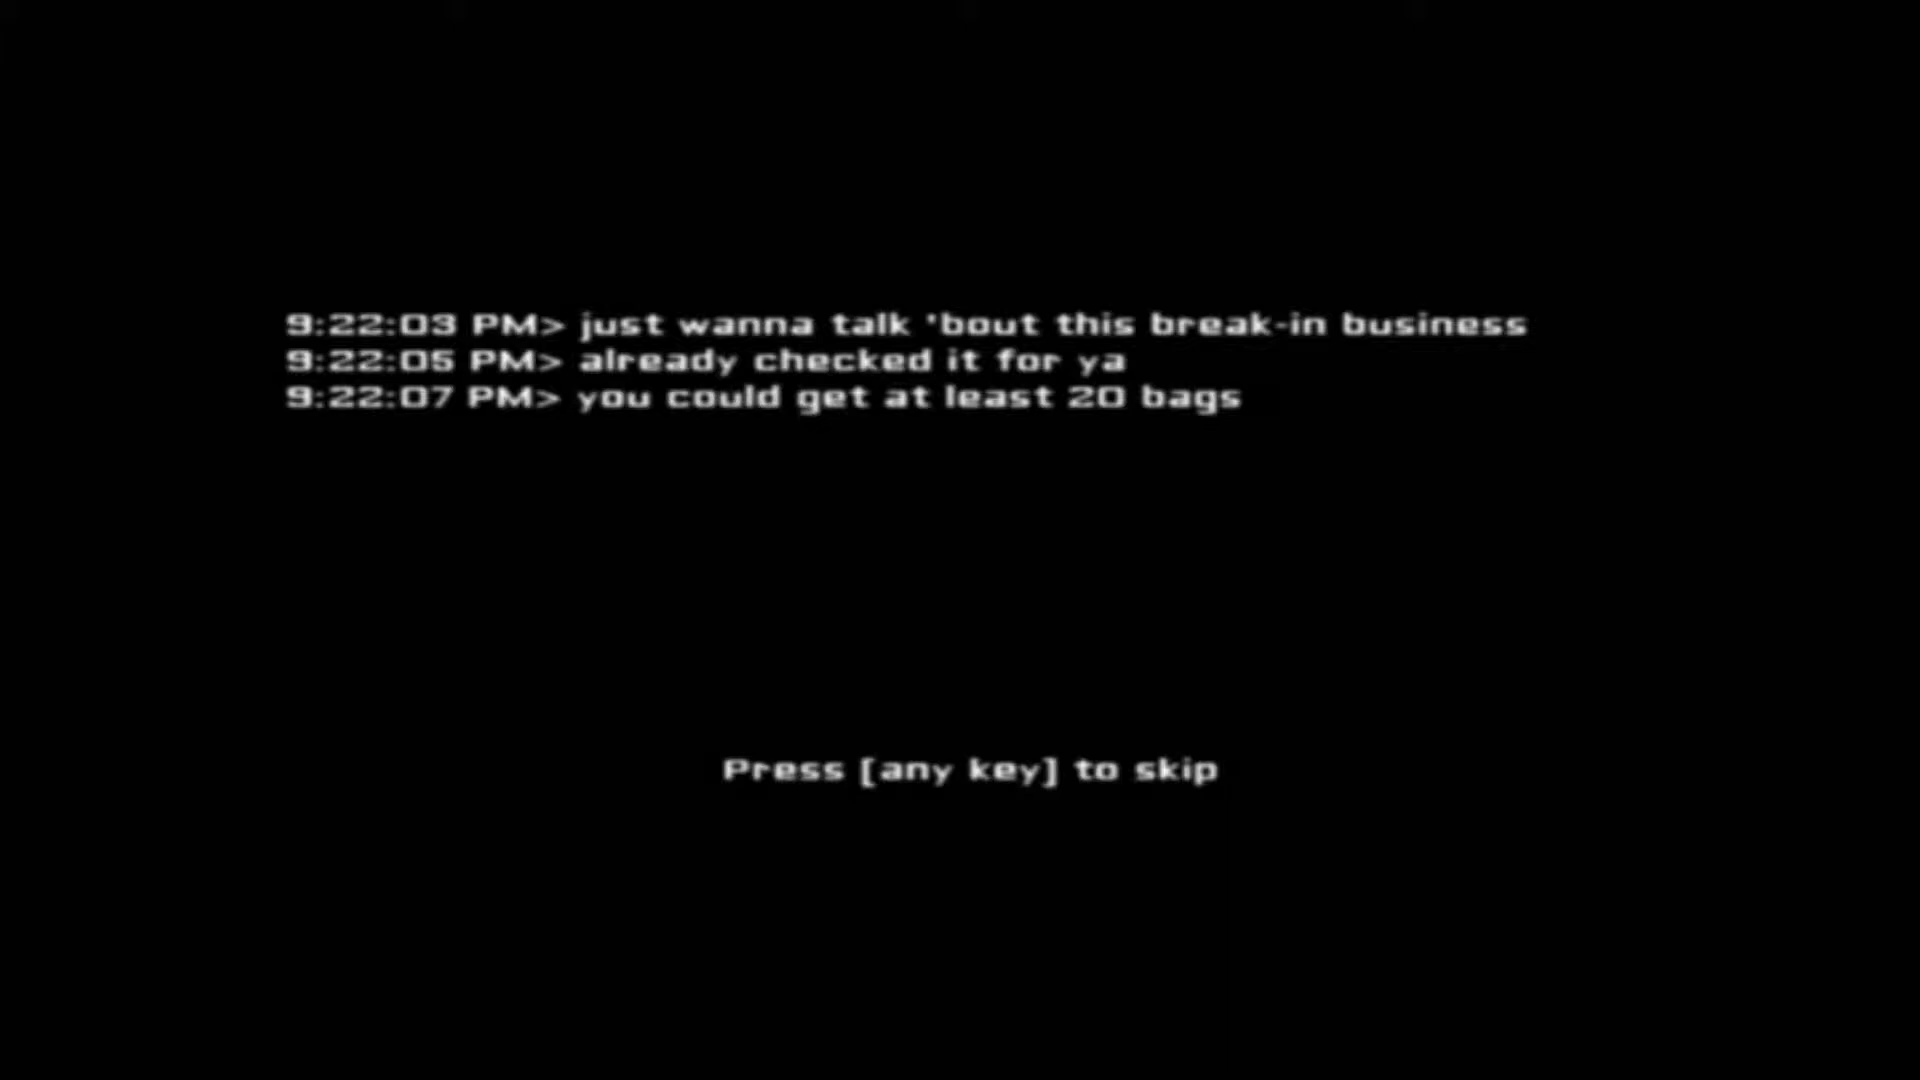 9:22:03 PM> just wanna talk 'bout this break-in business
9:22:05 PM> already checked it for ya
9:22:07 PM> you could get at least 20 bags
Press [any key] to skip